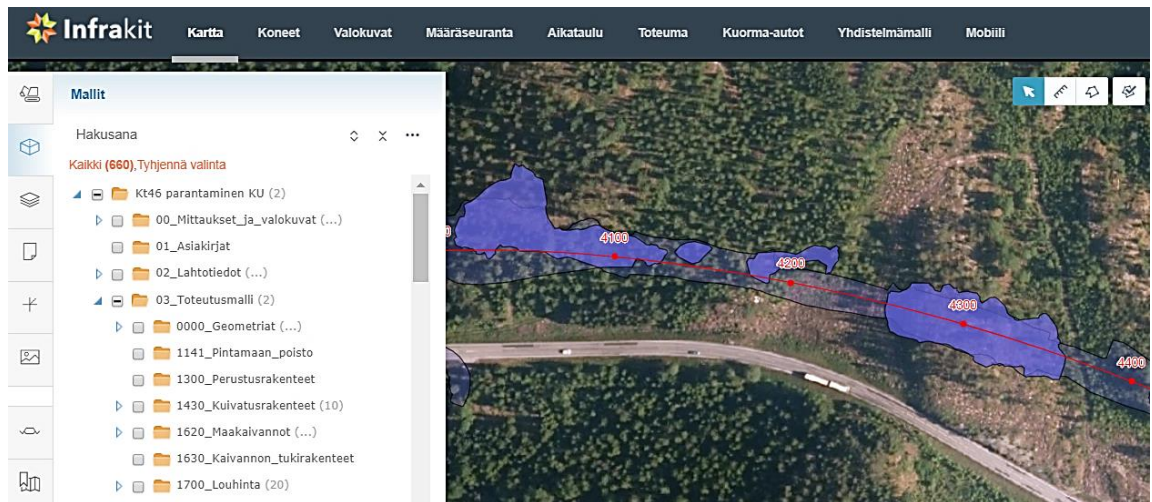 Infrakit Kartta Koneet Valokuvat Määräseuranta Aikataulu Toteuma Kuorma-autot Yhdistelmämalli Mobiili
Mallit
Hakusana
Kaikki (660),Tyhjennä valinta
Kt46 parantaminen KU (2)
00_Mittaukset_ja_valokuvat (...)
01_Asiakirjat
02_Lahtotiedot (...)
03_Toteutusmalli (2)
0000_Geometriat (...)
1141_Pintamaan_poisto
1300_Perustusrakenteet
1430_Kuivatusrakenteet (10)
1620_Maakaivannot (...)
1630_Kaivannon_tukirakenteet
1700_Louhinta (20)
4100
4200
4300
4400